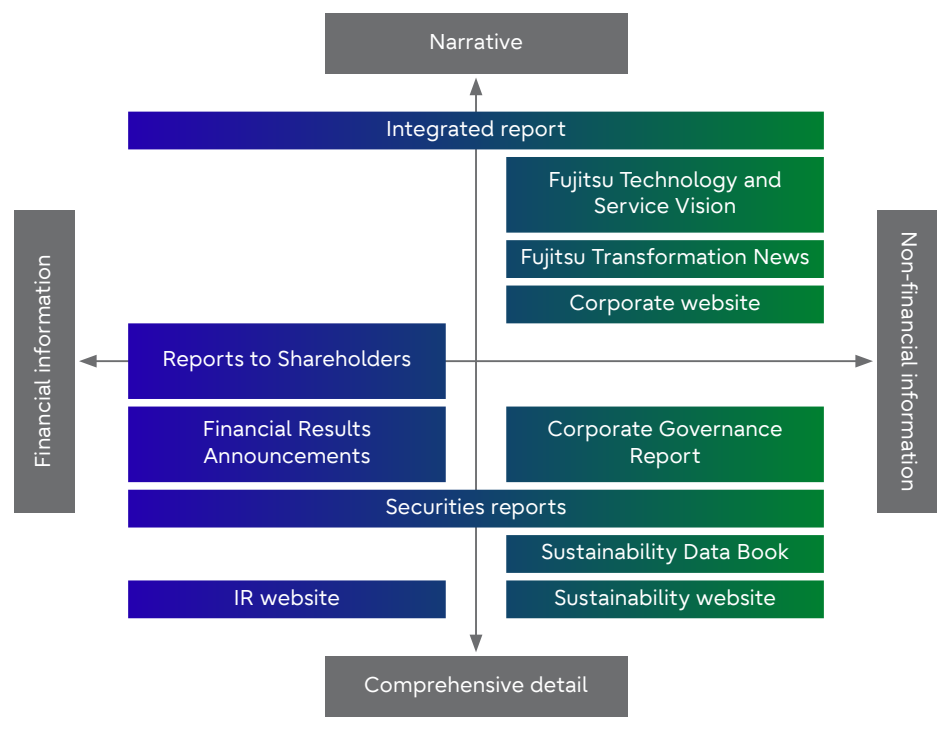 Narrative
Integrated report
Fujitsu Technology and
Service Vision
Fujitsu Transformation News
Corporate website
Financial information
Non-financial information
Reports to Shareholders
Financial Results
Announcements
Corporate Governance
Report
Securities reports
Sustainability Data Book
IR website
Sustainability website
Comprehensive detail